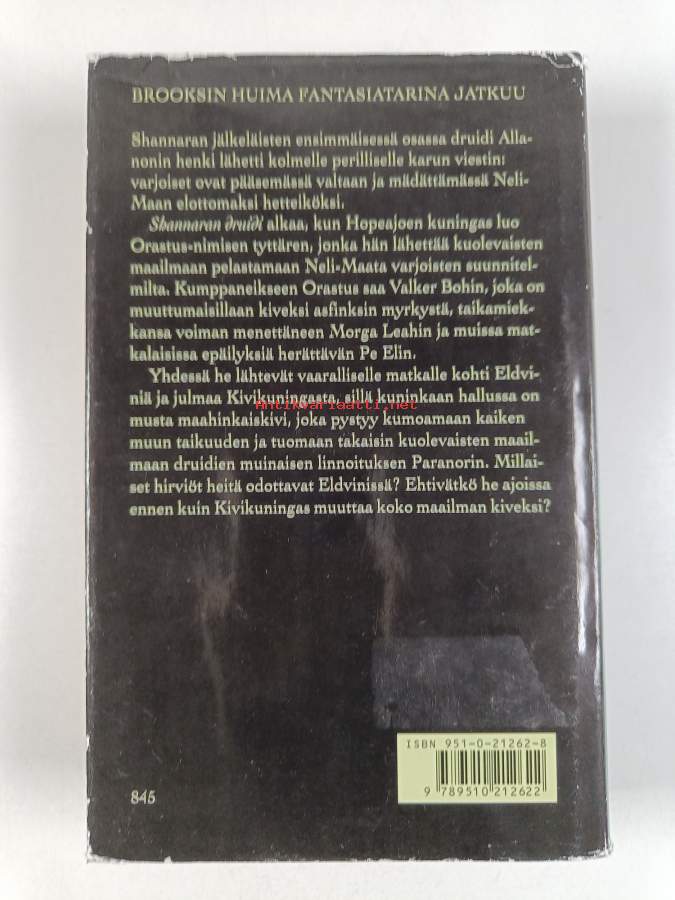 BROOKSIN HUIMA FANTASIATARINA JATKUU
Shannaran jälkeläisten ensimmäisessä osassa druidi Alla-
nonin henki lähetti kolmelle perilliselle karun viestin:
varjoiset ovat pääsemässä valtaan ja mädättämässä Neli-
Maan elottomaksi hetteiköksi.
Shannaran druidi alkaa, kun Hopeajoen kuningas luo
Orastus-nimisen tyttären, jonka hän lähettää kuolevaisten
maailmaan pelastamaan Neli-Maata varjoisten suunnitel-
milta. Kumppaneikseen Orastus saa Valker Bohin, joka on
muuttumaisillaan kiveksi asfinksin myrkystä, taikamiek-
kansa voiman menettäneen Morga Leahin ja muissa mat-
kalaisissa epäilyksiä herättävän Pe Elin.
Yhdessä he lähtevät vaaralliselle matkalle kohti Eldvi-
niä ja julmaa Kivikuningasta, sillä kuninkaan hallussa on
Antikvariaatti.net
musta maahinkaiskivi, joka pystyy kumoamaan kaiken
muun taikuuden ja tuomaan takaisin kuolevaisten maail-
maan druidien muinaisen linnoituksen Paranorin. Millai-
set hirviöt heitä odottavat Eldvinissä? Ehtivätkö he ajoissa
ennen kuin Kivikuningas muuttaa koko maailman kiveksi?
ISBN 951-0-21262-8
9 789510 212622
845